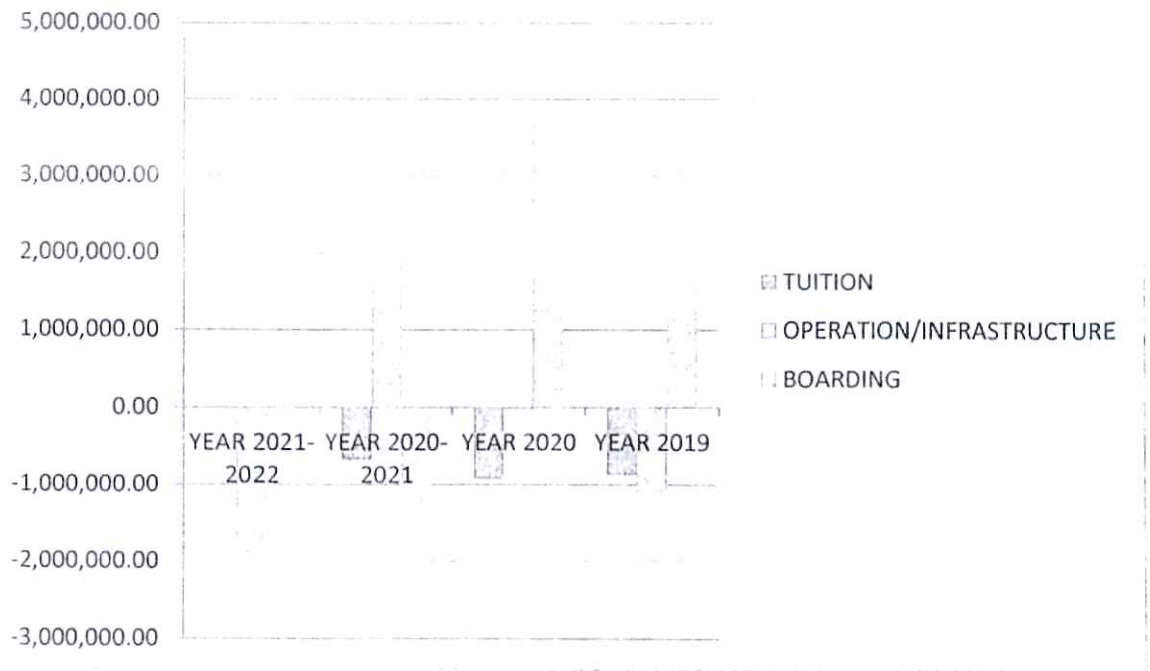 5,000,000.00
4,000,000.00
3,000,000.00
2,000,000.00
1,000,000.00
0.00
-1,000,000.00
-2,000,000.00
-3,000,000.00
YEAR 2021-
2022
YEAR 2020-
2021
YEAR 2020
YEAR 2019
TUITION
OPERATION/INFRASTRUCTURE
BOARDING